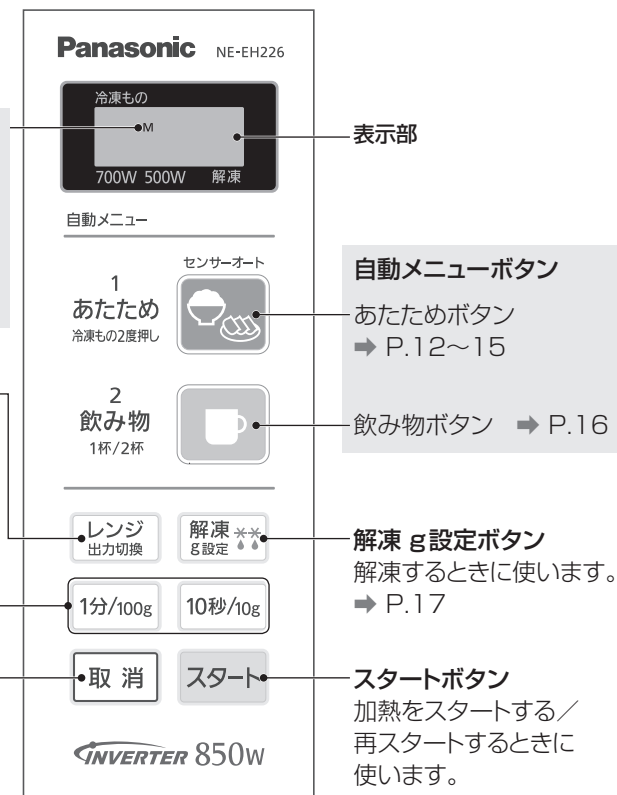 Panasonic NE-EH226
冷凍もの
M
700W 500W 解凍
表示部
自動メニュー
センサーオート
1
あたため
冷凍もの2度押し
2
飲み物
1杯/2杯
自動メニューボタン
あたためボタン
➡ P.12～15
飲み物ボタン ➡ P.16
レンジ
出力切換
解凍
g設定
1分/100g
10秒/10g
取 消
スタート
INVERTER 850W
解凍 g設定ボタン
解凍するときに使います。
➡ P.17
スタートボタン
加熱をスタートする／
再スタートするときに
使います。